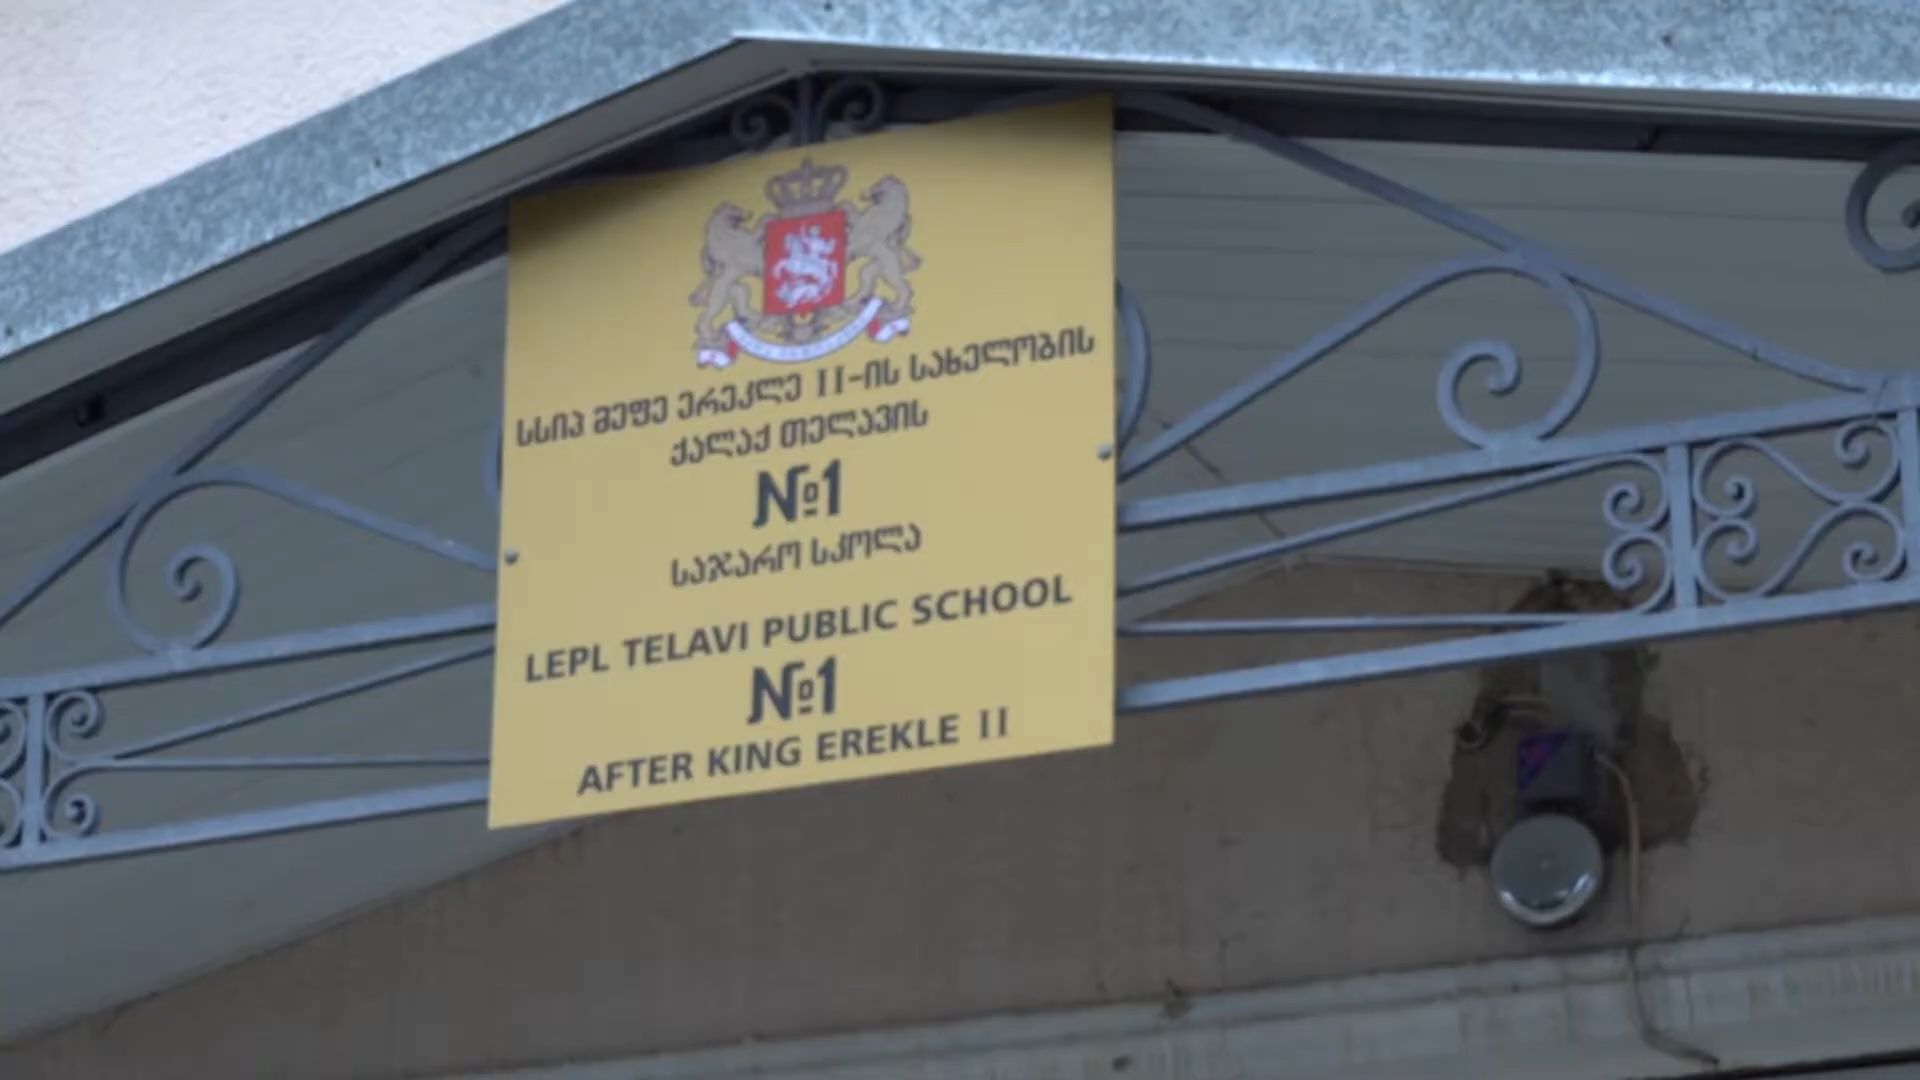 სსიპ მეფე ერეკლე II-ის სახელობის
ქალაქ თელავის
№1
საჯარო სკოლა
LEPL TELAVI PUBLIC SCHOOL
№1
AFTER KING EREKLE II